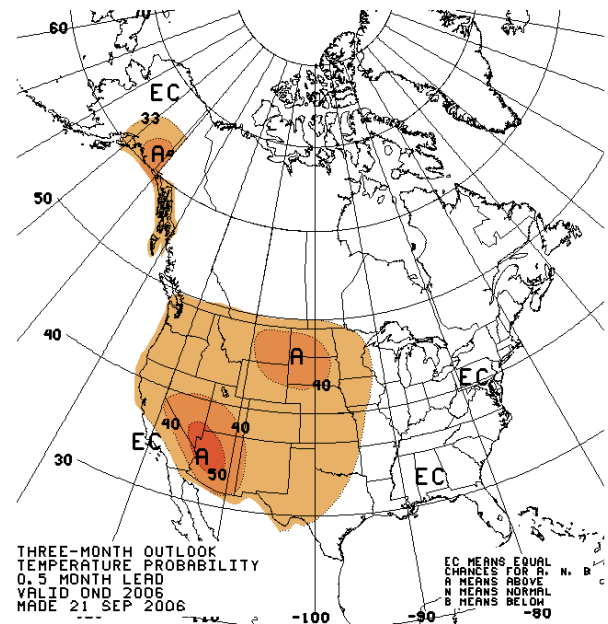 70
60
EC
33
A
50
40
A
40
EC
40
40
EC
A
50
EC
30
THREE-MONTH OUTLOOK
TEMPERATURE PROBABILITY
0.5 MONTH LEAD
VALID OND 2006
MADE 21 SEP 2006
EC MEANS EQUAL
CHANCES FOR A, N, B
A MEANS ABOVE
N MEANS NORMAL
B MEANS BELOW
-110
-100
-90
-80